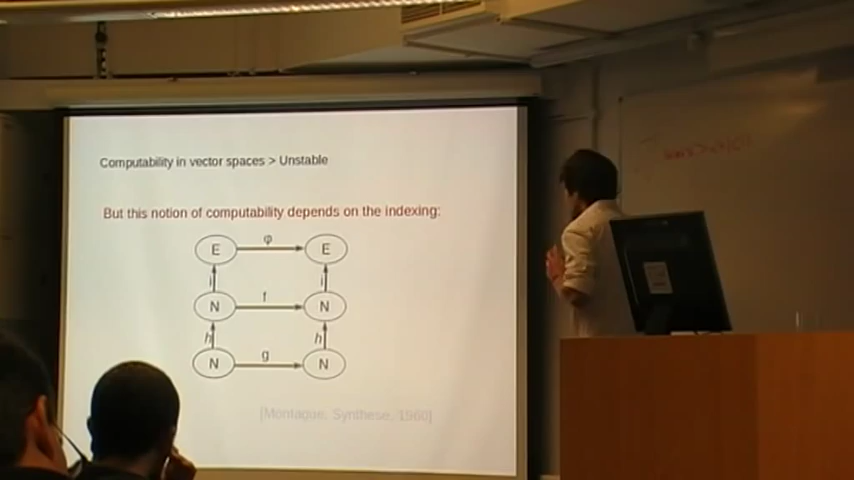 Computability in vector spaces > Unstable
But this notion of computability depends on the indexing:
E φ E
i i
N f N
h h
N g N
[Montague, Synthese, 1960]